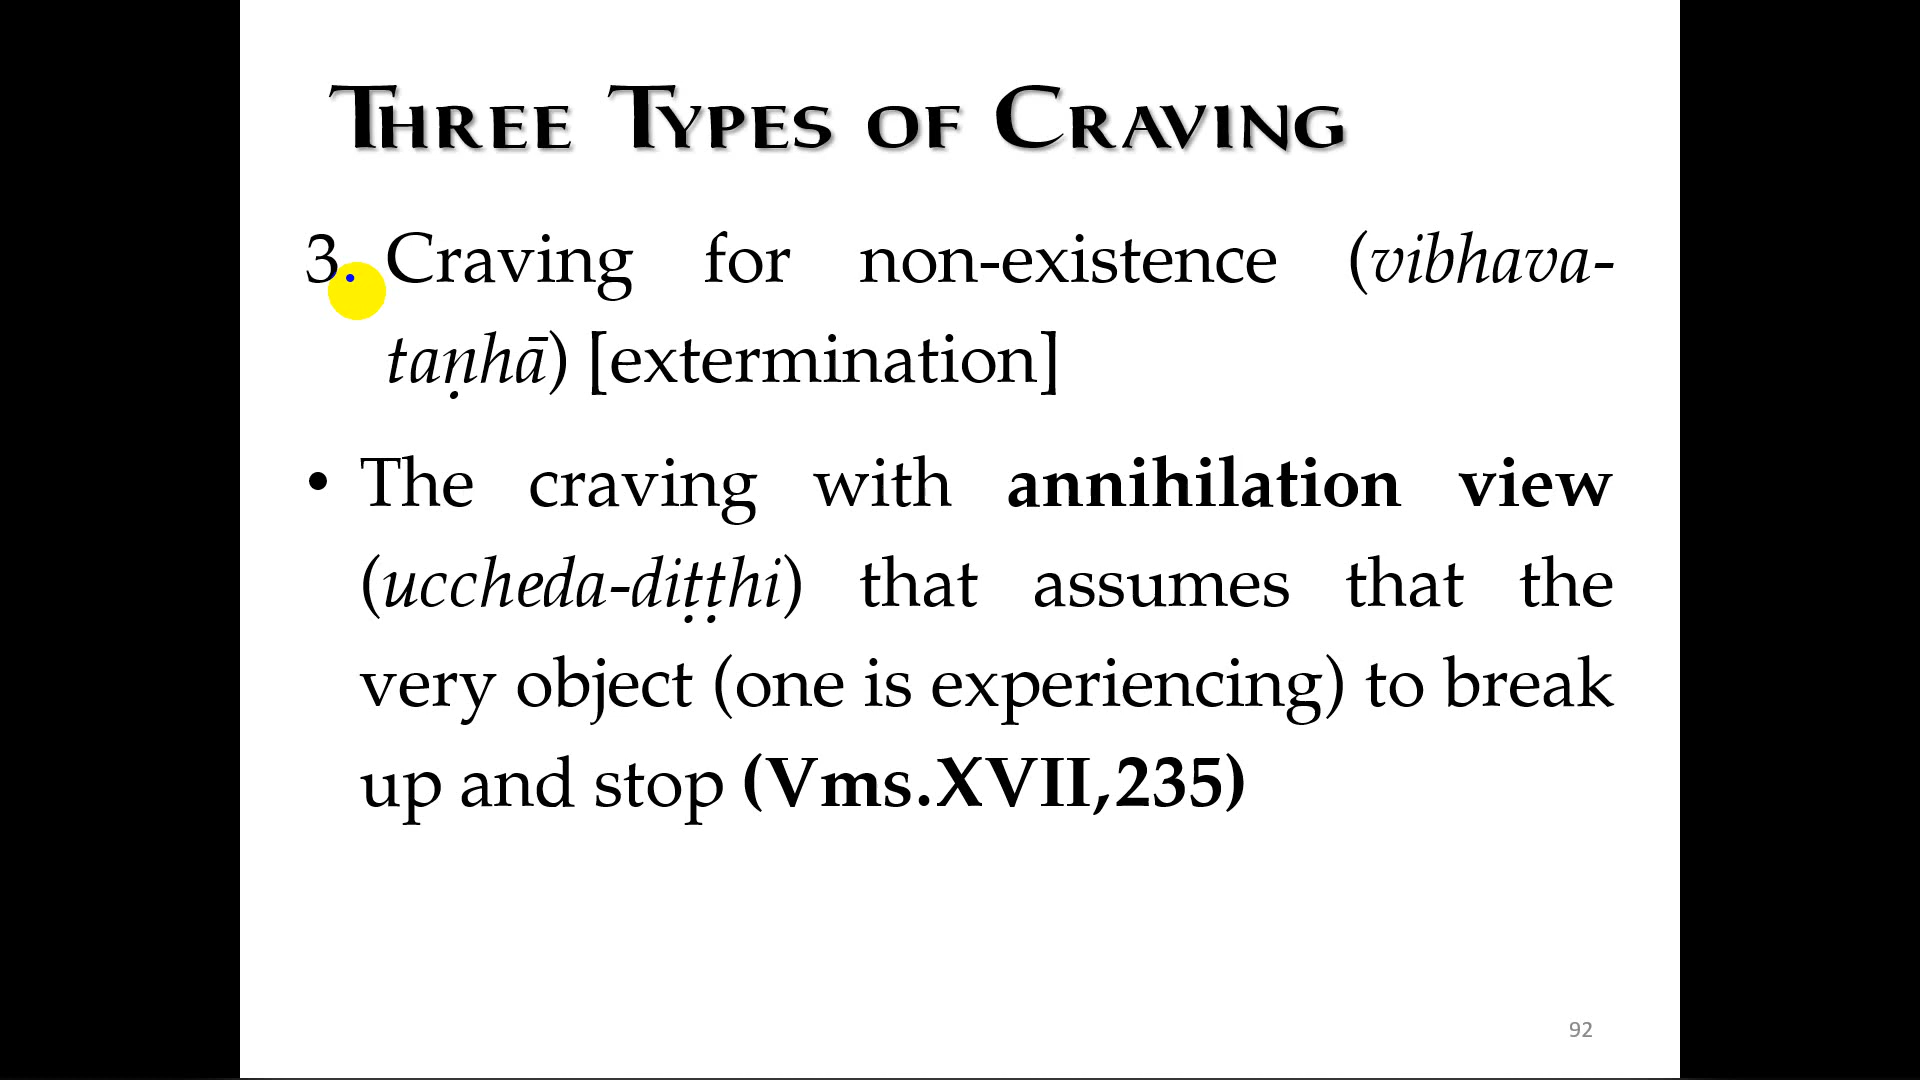 Three Types of Craving
3. Craving for non-existence (vibhava-
taṇhā) [extermination]
• The craving with annihilation view
(uccheda-diṭṭhi) that assumes that the
very object (one is experiencing) to break
up and stop (Vms.XVII,235)
92